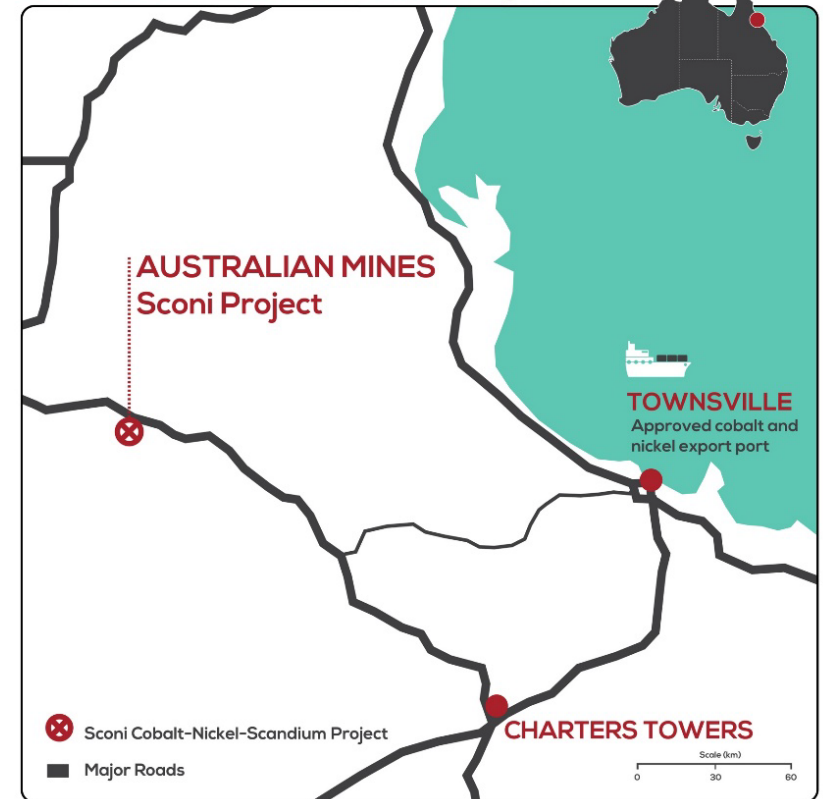 AUSTRALIAN MINES
Sconi Project
TOWNSVILLE
Approved cobalt and
nickel export port
CHARTERS TOWERS
Sconi Cobalt-Nickel-Scandium Project
Major Roads
Scale (km)
0 30 60